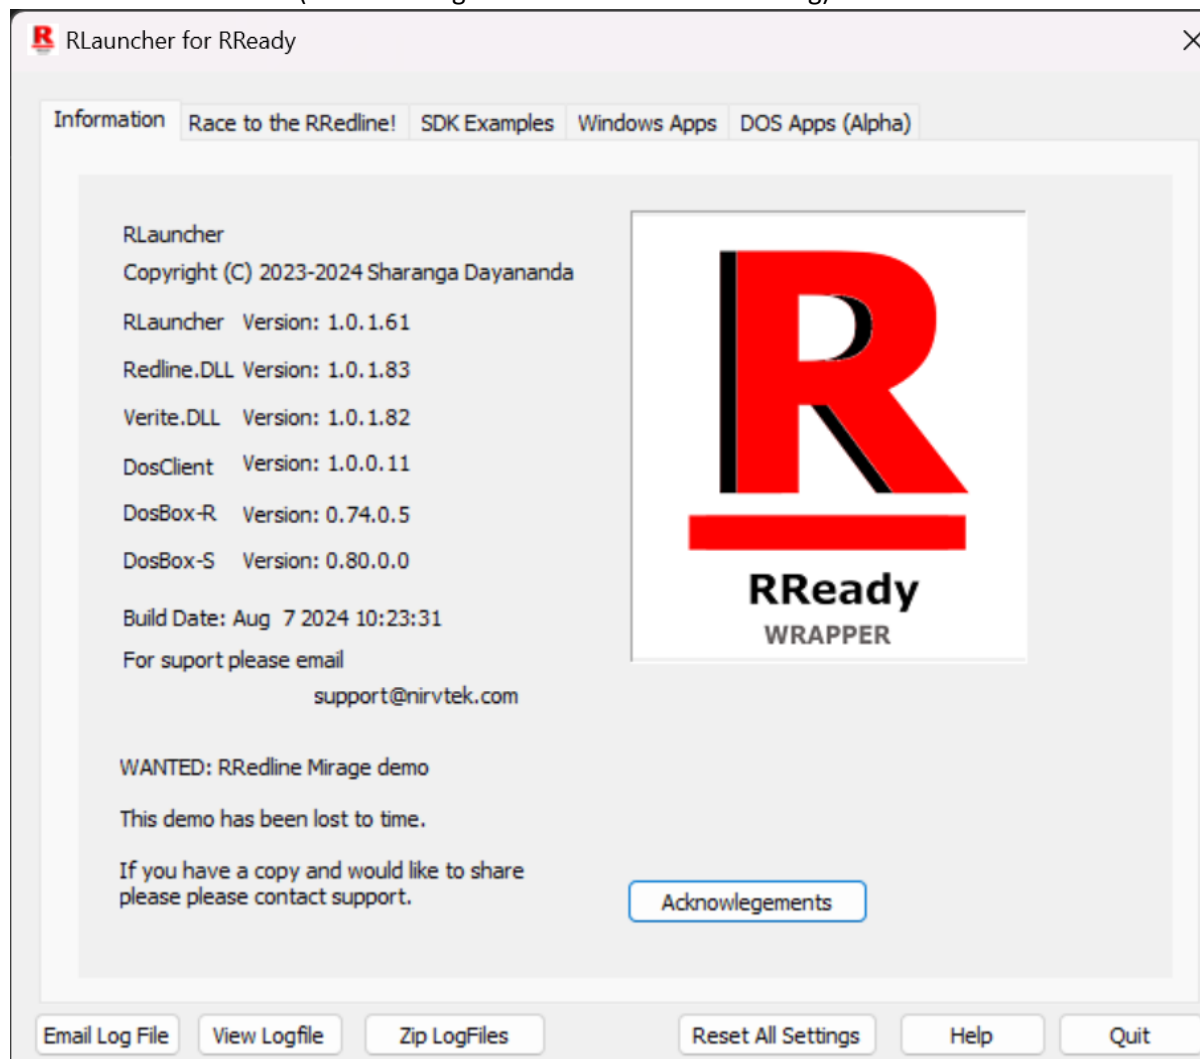 RLauncher for RReady
Information Race to the RRedline! SDK Examples Windows Apps DOS Apps (Alpha)
RLauncher
Copyright (C) 2023-2024 Sharanga Dayananda
RLauncher Version: 1.0.1.61
Redline.DLL Version: 1.0.1.83
Verite.DLL Version: 1.0.1.82
DosClient Version: 1.0.0.11
DosBox-R Version: 0.74.0.5
DosBox-S Version: 0.80.0.0
Build Date: Aug 7 2024 10:23:31
For suport please email
support@nirvtek.com
WANTED: RRedline Mirage demo
This demo has been lost to time.
If you have a copy and would like to share
please please contact support.
R
RReady
WRAPPER
Acknowlegements
Email Log File View Logfile Zip LogFiles Reset All Settings Help Quit